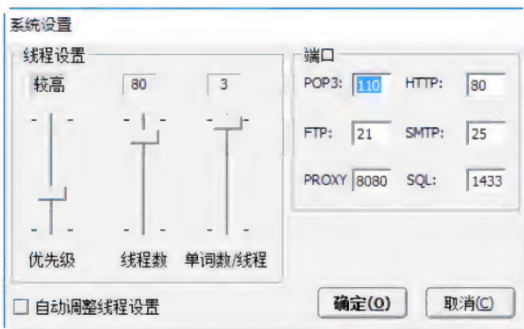 系统设置
线程设置
较高 80 3
优先级 线程数 单词数/线程
自动调整线程设置
端口
POP3: 110 HTTP: 80
FTP: 21 SMTP: 25
PROXY 8080 SQL: 1433
确定(O) 取消(C)